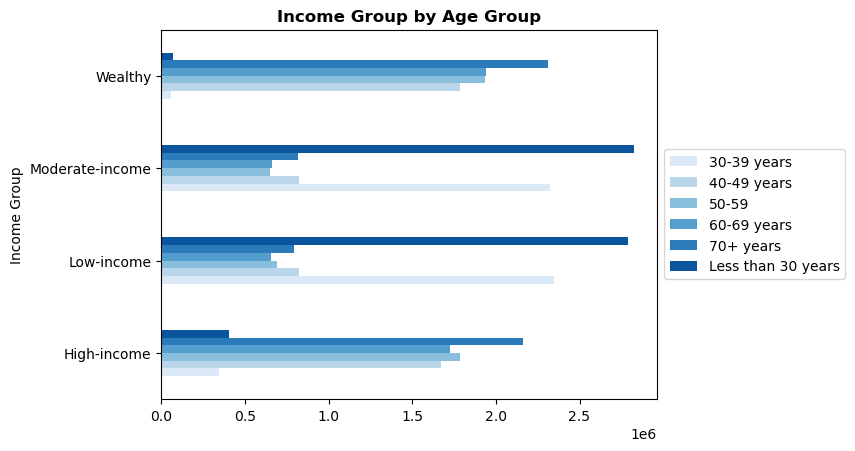 Income Group by Age Group
Income Group
Wealthy
Moderate-income
Low-income
High-income
0.0 0.5 1.0 1.5 2.0 2.5
1e6
30-39 years
40-49 years
50-59
60-69 years
70+ years
Less than 30 years